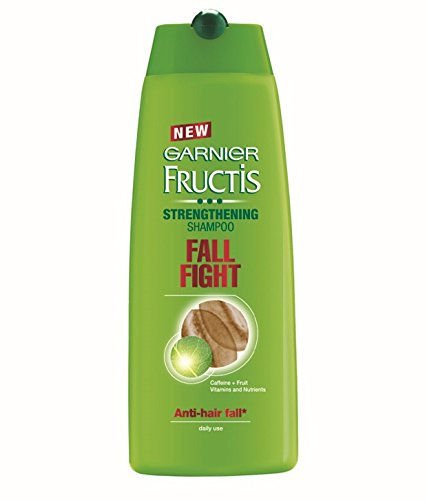 NEW
GARNIER
FRUCTIS
STRENGTHENING
SHAMPOO
FALL
FIGHT
Caffeine + Fruit
Vitamins and Nutrients
Anti-hair fall*
daily use